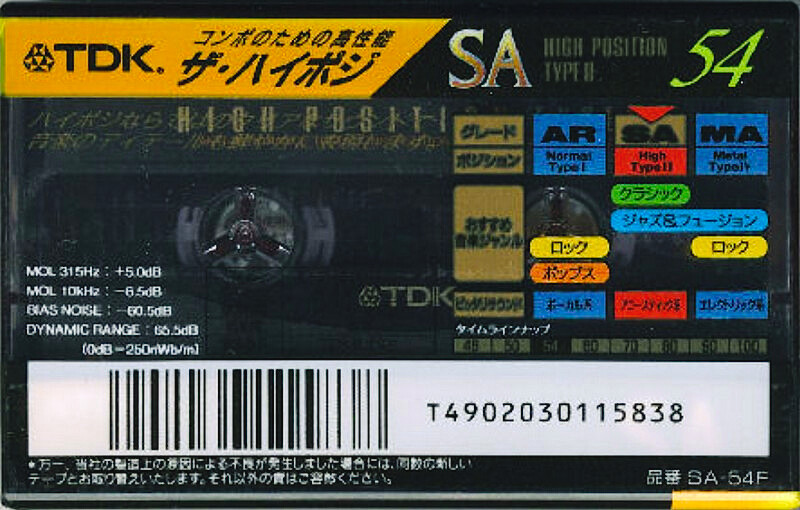 TDK.
コンポのための高性能
ザ・ハイポジ
SA
HIGH POSITION
TYPE II
54
HIGH POSITI
グレード
AR
SA
MA
ポジション
Normal
Type I
High
Type II
Metal
Type IV
おすすめ
音楽ジャンル
クラシック
ジャズ&フュージョン
ロック
ロック
ポップス
MOL 315Hz : +5.0dB
MOL 10kHz : -6.5dB
BIAS NOISE : -60.5dB
DYNAMIC RANGE : 65.5dB
(0dB=250nWb/m)
TDK
ピッタリサウンド
ボーカル系
アコースティック系
エレクトリック系
タイムラインナップ
46 50 54 60 70 80 90 100
T4902030115838
*万一、当社の製造上の原因による不良が発生しました場合には、同数の新しい
テープとお取り替えいたします。それ以外の責はご容赦ください。
品番 SA-54F